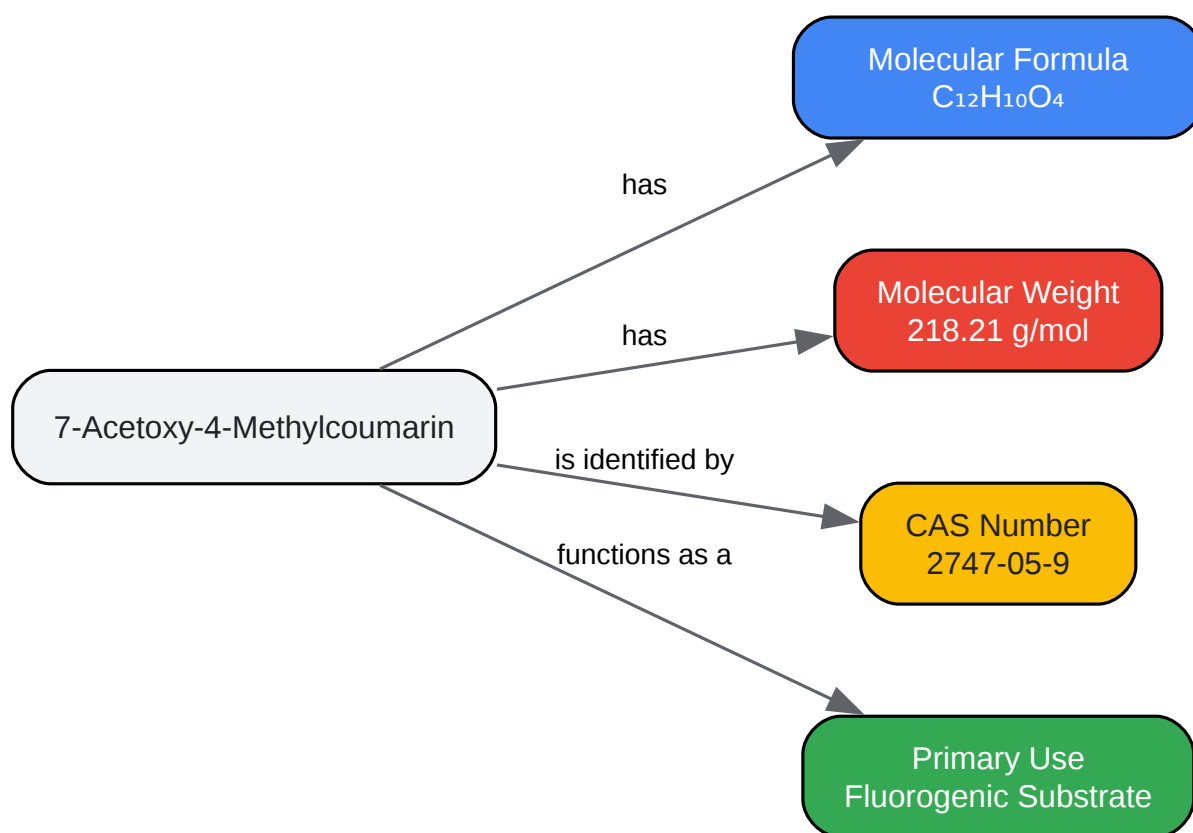 Molecular Formula
C₁₂H₁₀O₄
has
Molecular Weight
218.21 g/mol
has
7-Acetoxy-4-Methylcoumarin
is identified by
CAS Number
2747-05-9
functions as a
Primary Use
Fluorogenic Substrate